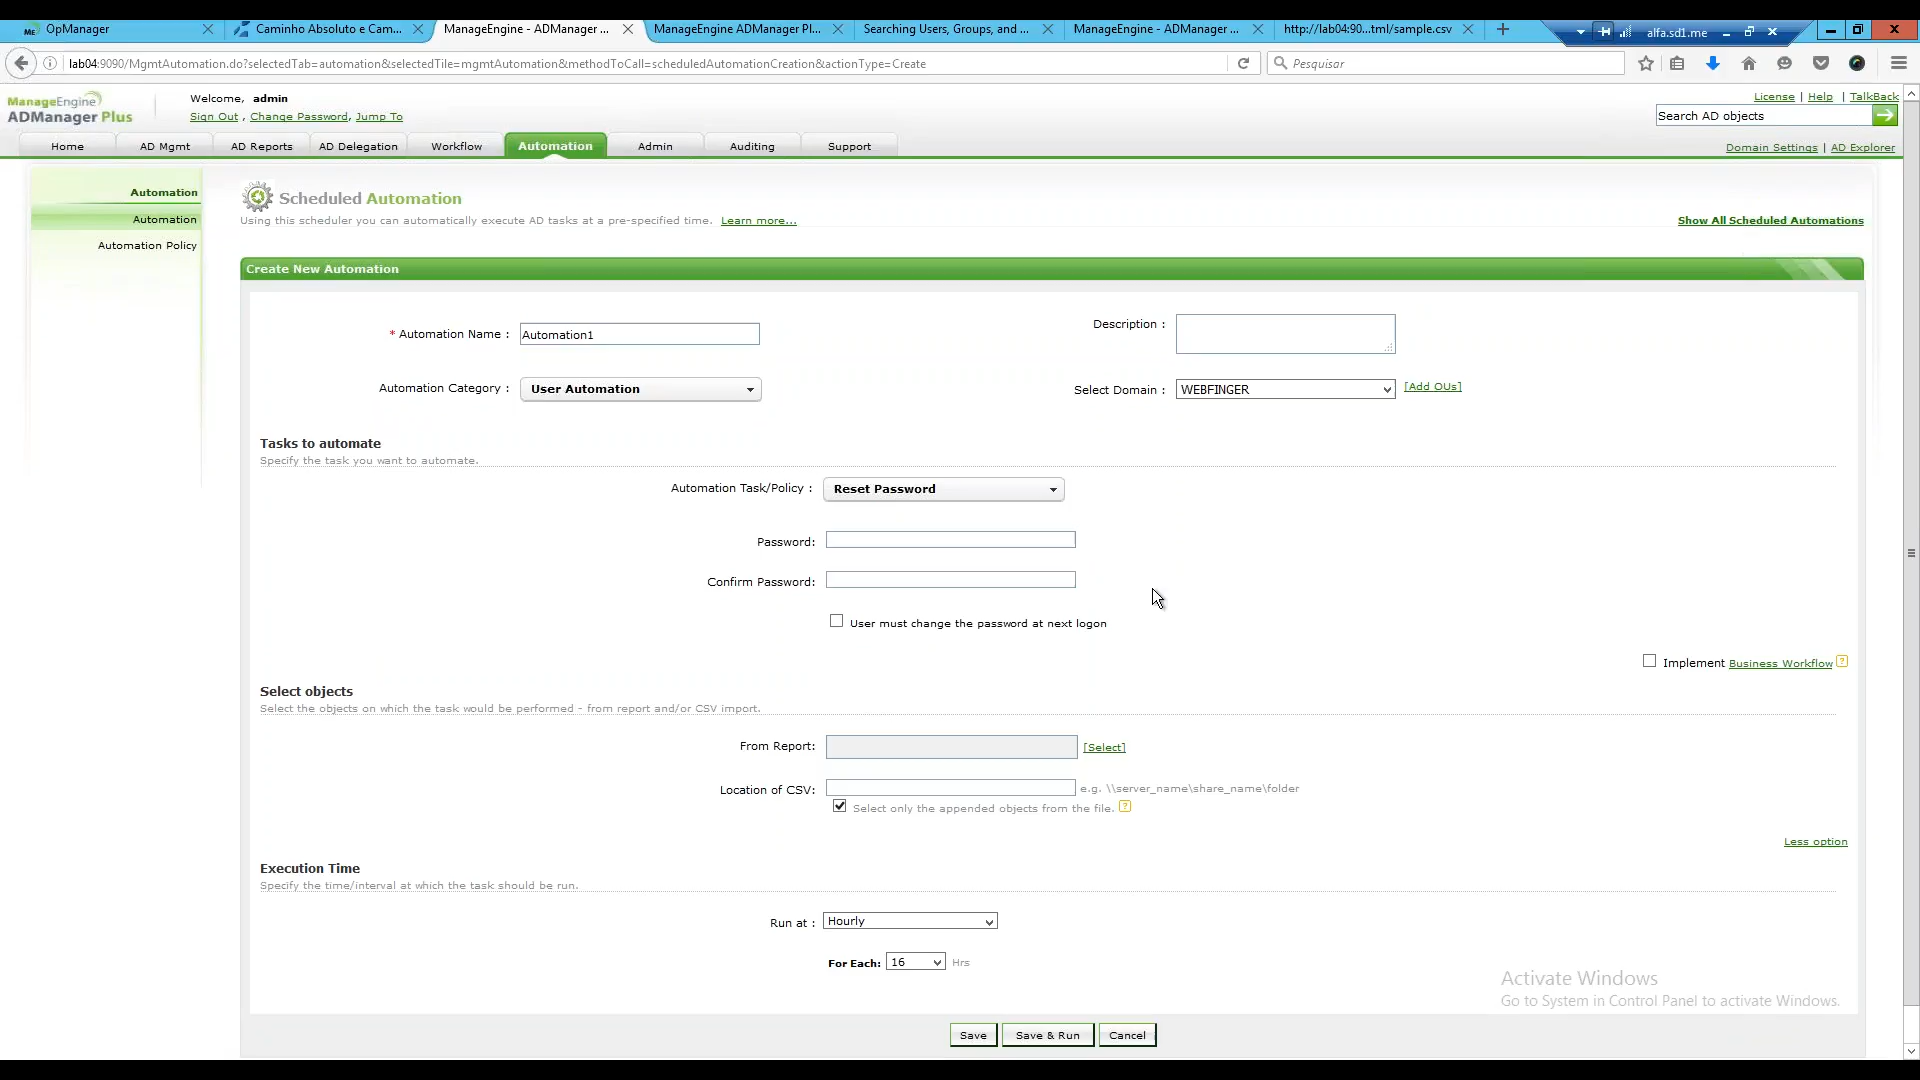 OpManager
Caminho Absoluto e Cam...
ManageEngine - ADManager ...
ManageEngine ADManager Pl...
Searching Users, Groups, and ...
ManageEngine - ADManager ...
http://lab04:90...tml/sample.csv
alfa.sd1.me
lab04:9090/MgmtAutomation.do?selectedTab=automation&selectedTile=mgmtAutomation&methodToCall=scheduledAutomationCreation&actionType=Create
Pesquisar
ManageEngine
ADManager Plus
Welcome, admin
Sign Out , Change Password, Jump To
License | Help | TalkBack
Search AD objects
Home
AD Mgmt
AD Reports
AD Delegation
Workflow
Automation
Admin
Auditing
Support
Domain Settings | AD Explorer
Automation
Automation
Automation Policy
Scheduled Automation
Using this scheduler you can automatically execute AD tasks at a pre-specified time. Learn more...
Show All Scheduled Automations
Create New Automation
* Automation Name : Automation1
Description :
Automation Category : User Automation
Select Domain : WEBFINGER [Add OUs]
Tasks to automate
Specify the task you want to automate.
Automation Task/Policy : Reset Password
Password:
Confirm Password:
User must change the password at next logon
Implement Business Workflow ?
Select objects
Select the objects on which the task would be performed - from report and/or CSV import.
From Report: [Select]
Location of CSV: e.g. \\server_name\share_name\folder
Select only the appended objects from the file. ?
Less option
Execution Time
Specify the time/interval at which the task should be run.
Run at : Hourly
For Each: 16 Hrs
Activate Windows
Go to System in Control Panel to activate Windows.
Save
Save & Run
Cancel